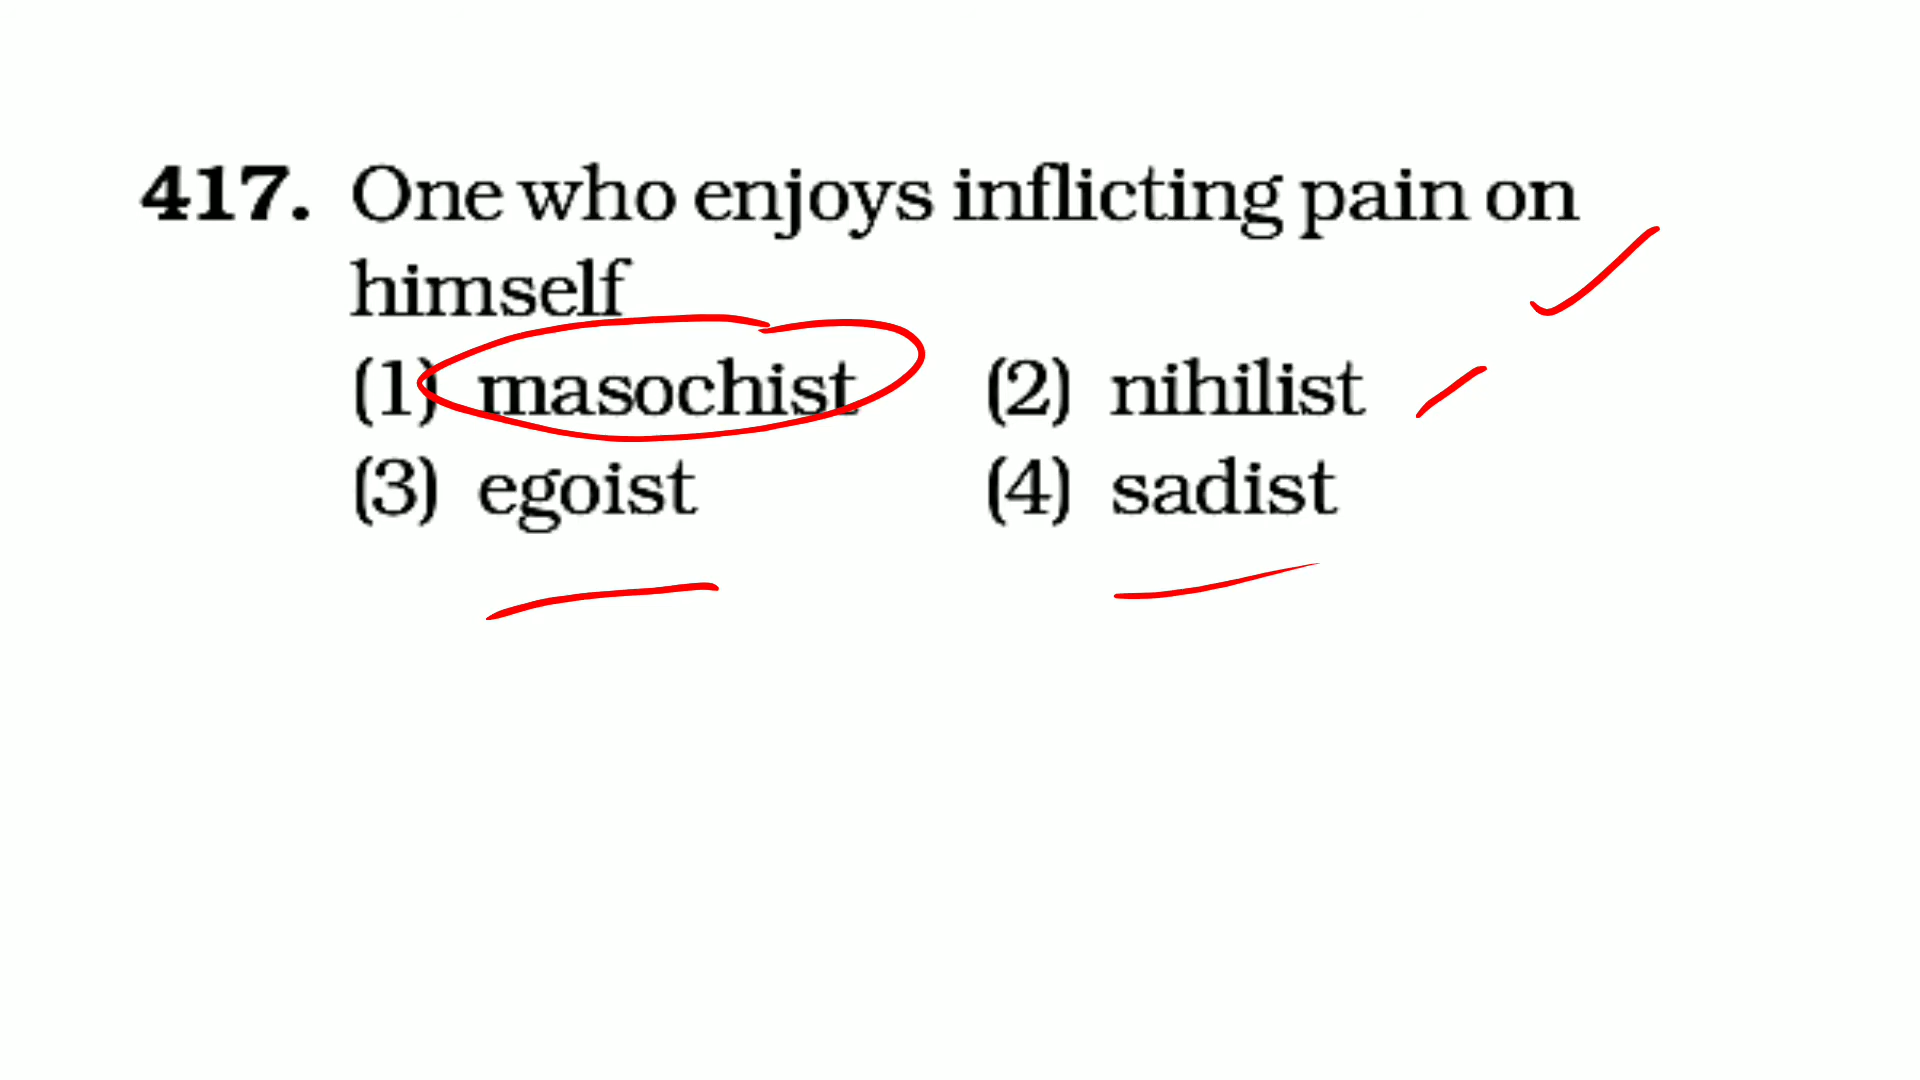 417. One who enjoys inflicting pain on
himself
(1) masochist (2) nihilist
(3) egoist (4) sadist